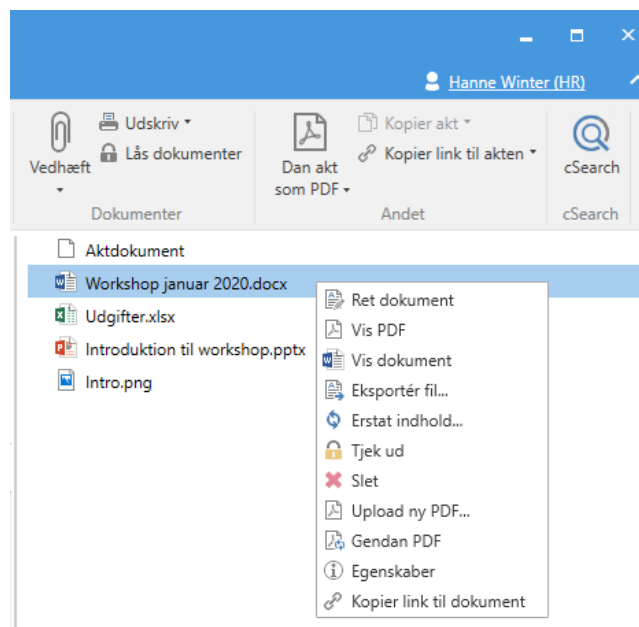 Hanne Winter (HR)
Udskriv
Kopier akt
Vedhæft
Lås dokumenter
Dan akt
som PDF
Kopier link til akten
cSearch
Dokumenter
Andet
cSearch
Aktdokument
Workshop januar 2020.docx
Udgifter.xlsx
Introduktion til workshop.pptx
Intro.png
Ret dokument
Vis PDF
Vis dokument
Eksportér fil...
Erstat indhold...
Tjek ud
Slet
Upload ny PDF...
Gendan PDF
Egenskaber
Kopier link til dokument